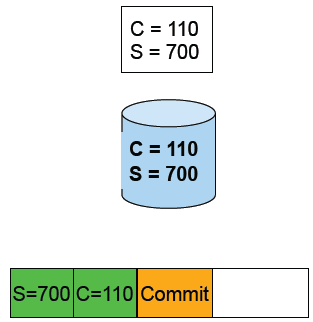 C = 110
S = 700
C = 110
S = 700
S=700 C=110 Commit